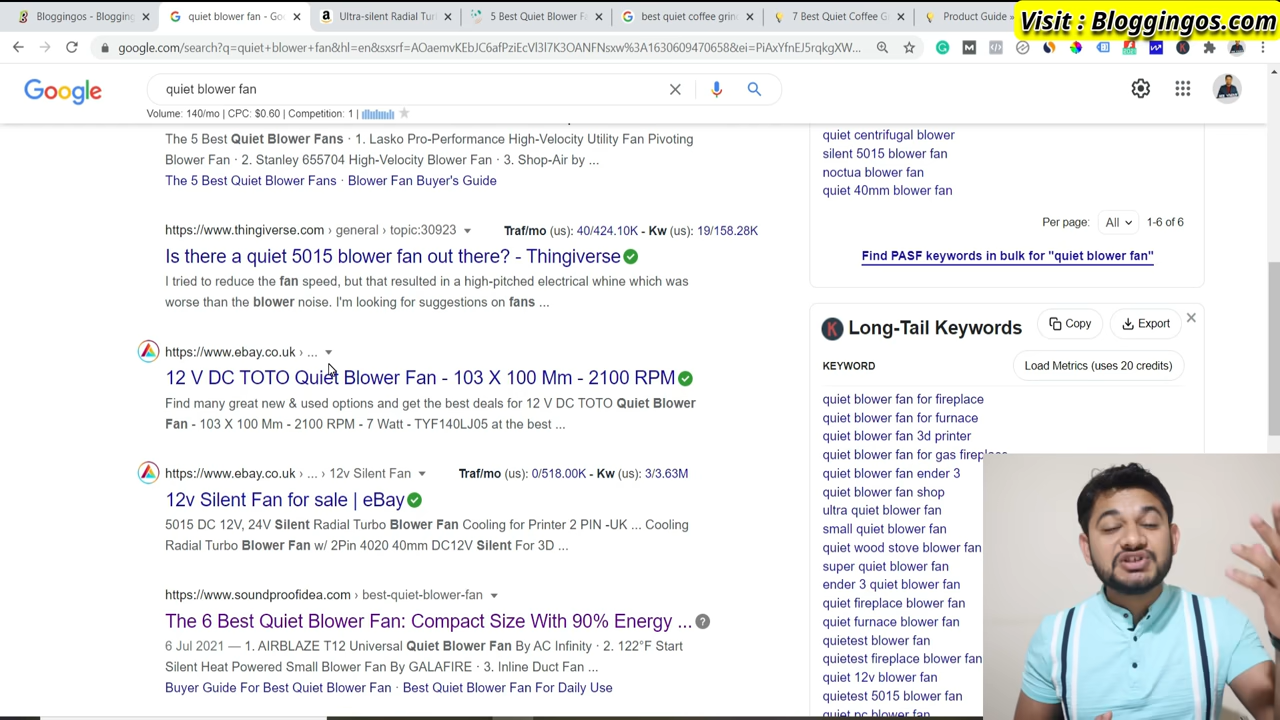 Bloggingos - Blogging
quiet blower fan - Goo
Ultra-silent Radial Tur
5 Best Quiet Blower F
best quiet coffee grin
7 Best Quiet Coffee G
Product Guide
Visit : Bloggingos.com
google.com/search?q=quiet+blower+fan&hl=en&sxsrf=AOaemvKEbJC6afPziEcVl3l7K3OANFNsxw%3A1630609470658&ei=PiAxYfnEJ5rqkgXW...
Google
quiet blower fan
Volume: 140/mo | CPC: $0.60 | Competition: 1
The 5 Best Quiet Blower Fans · 1. Lasko Pro-Performance High-Velocity Utility Fan Pivoting
Blower Fan · 2. Stanley 655704 High-Velocity Blower Fan · 3. Shop-Air by ...
The 5 Best Quiet Blower Fans · Blower Fan Buyer's Guide
https://www.thingiverse.com › general › topic:30923
Traf/mo (us): 40/424.10K - Kw (us): 19/158.28K
Is there a quiet 5015 blower fan out there? - Thingiverse
I tried to reduce the fan speed, but that resulted in a high-pitched electrical whine which was
worse than the blower noise. I'm looking for suggestions on fans ...
https://www.ebay.co.uk › ...
12 V DC TOTO Quiet Blower Fan - 103 X 100 Mm - 2100 RPM
Find many great new & used options and get the best deals for 12 V DC TOTO Quiet Blower
Fan - 103 X 100 Mm - 2100 RPM - 7 Watt - TYF140LJ05 at the best ...
https://www.ebay.co.uk › ... › 12v Silent Fan
Traf/mo (us): 0/518.00K - Kw (us): 3/3.63M
12v Silent Fan for sale | eBay
5015 DC 12V, 24V Silent Radial Turbo Blower Fan Cooling for Printer 2 PIN -UK ... Cooling
Radial Turbo Blower Fan w/ 2Pin 4020 40mm DC12V Silent For 3D ...
https://www.soundproofidea.com › best-quiet-blower-fan
The 6 Best Quiet Blower Fan: Compact Size With 90% Energy ...
6 Jul 2021 — 1. AIRBLAZE T12 Universal Quiet Blower Fan By AC Infinity · 2. 122°F Start
Silent Heat Powered Small Blower Fan By GALAFIRE · 3. Inline Duct Fan ...
Buyer Guide For Best Quiet Blower Fan · Best Quiet Blower Fan For Daily Use
quiet centrifugal blower
silent 5015 blower fan
noctua blower fan
quiet 40mm blower fan
Per page: All 1-6 of 6
Find PASF keywords in bulk for "quiet blower fan"
Long-Tail Keywords
Copy
Export
KEYWORD
Load Metrics (uses 20 credits)
quiet blower fan for fireplace
quiet blower fan for furnace
quiet blower fan 3d printer
quiet blower fan for gas fireplace
quiet blower fan ender 3
quiet blower fan shop
ultra quiet blower fan
small quiet blower fan
quiet wood stove blower fan
super quiet blower fan
ender 3 quiet blower fan
quiet fireplace blower fan
quiet furnace blower fan
quietest blower fan
quietest fireplace blower fan
quiet 12v blower fan
quietest 5015 blower fan
quiet pc blower fan